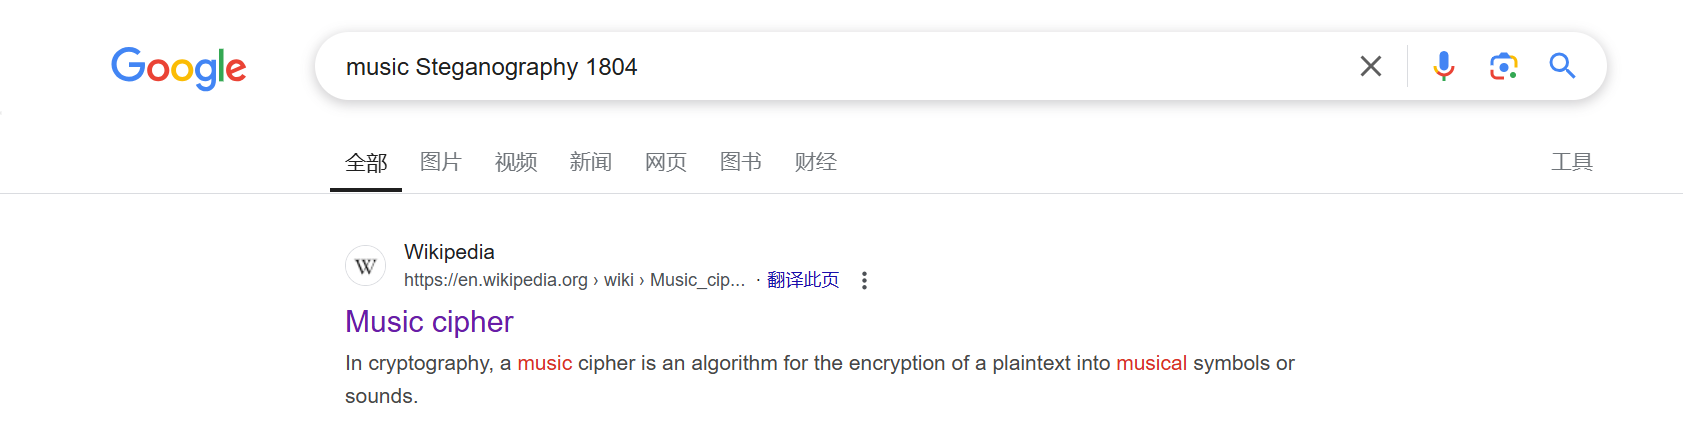 Google
music Steganography 1804
全部 图片 视频 新闻 网页 图书 财经 工具
W
Wikipedia
https://en.wikipedia.org › wiki › Music_cip... · 翻译此页
Music cipher
In cryptography, a music cipher is an algorithm for the encryption of a plaintext into musical symbols or
sounds.